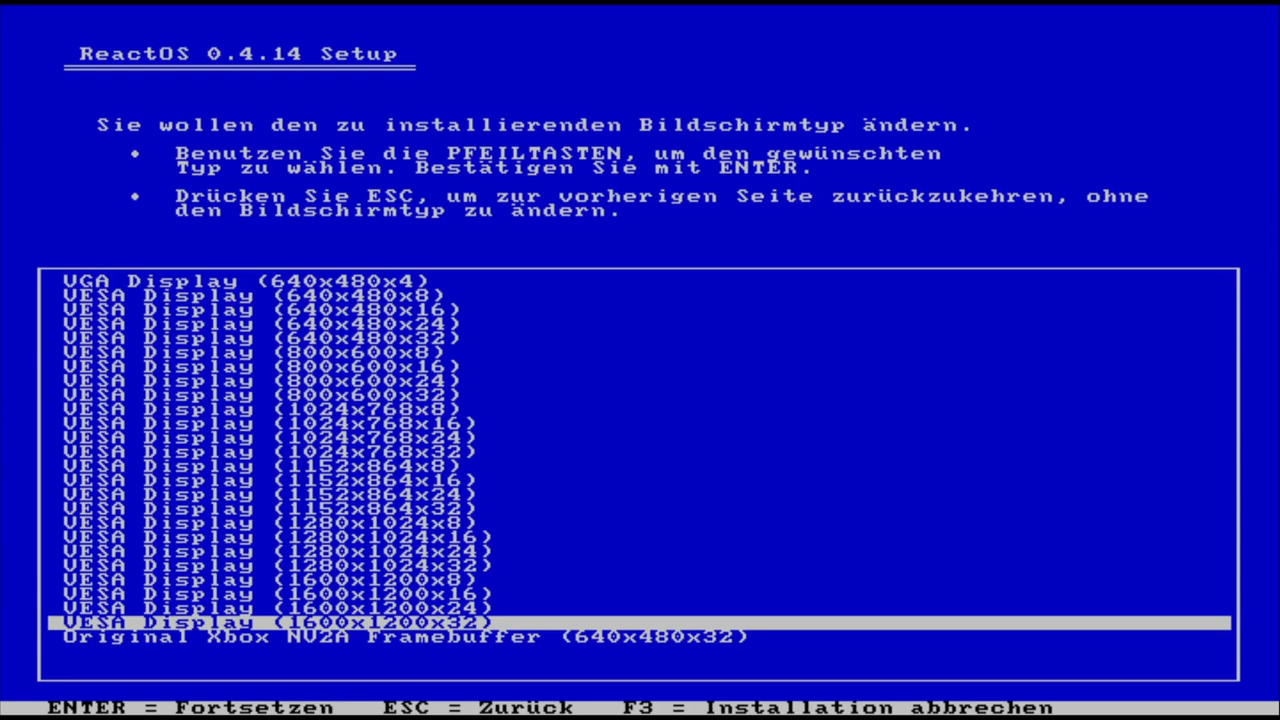 ReactOS 0.4.14 Setup
Sie wollen den zu installierenden Bildschirmtyp ändern.
• Benutzen Sie die PFEILTASTEN, um den gewünschten
Typ zu wählen. Bestätigen Sie mit ENTER.
• Drücken Sie ESC, um zur vorherigen Seite zurückzukehren, ohne
den Bildschirmtyp zu ändern.
VGA Display (640x480x4)
VESA Display (640x480x8)
VESA Display (640x480x16)
VESA Display (640x480x24)
VESA Display (640x480x32)
VESA Display (800x600x8)
VESA Display (800x600x16)
VESA Display (800x600x24)
VESA Display (800x600x32)
VESA Display (1024x768x8)
VESA Display (1024x768x16)
VESA Display (1024x768x24)
VESA Display (1024x768x32)
VESA Display (1152x864x8)
VESA Display (1152x864x16)
VESA Display (1152x864x24)
VESA Display (1152x864x32)
VESA Display (1280x1024x8)
VESA Display (1280x1024x16)
VESA Display (1280x1024x24)
VESA Display (1280x1024x32)
VESA Display (1600x1200x8)
VESA Display (1600x1200x16)
VESA Display (1600x1200x24)
VESA Display (1600x1200x32)
Original Xbox NV2A Framebuffer (640x480x32)
ENTER = Fortsetzen ESC = Zurück F3 = Installation abbrechen